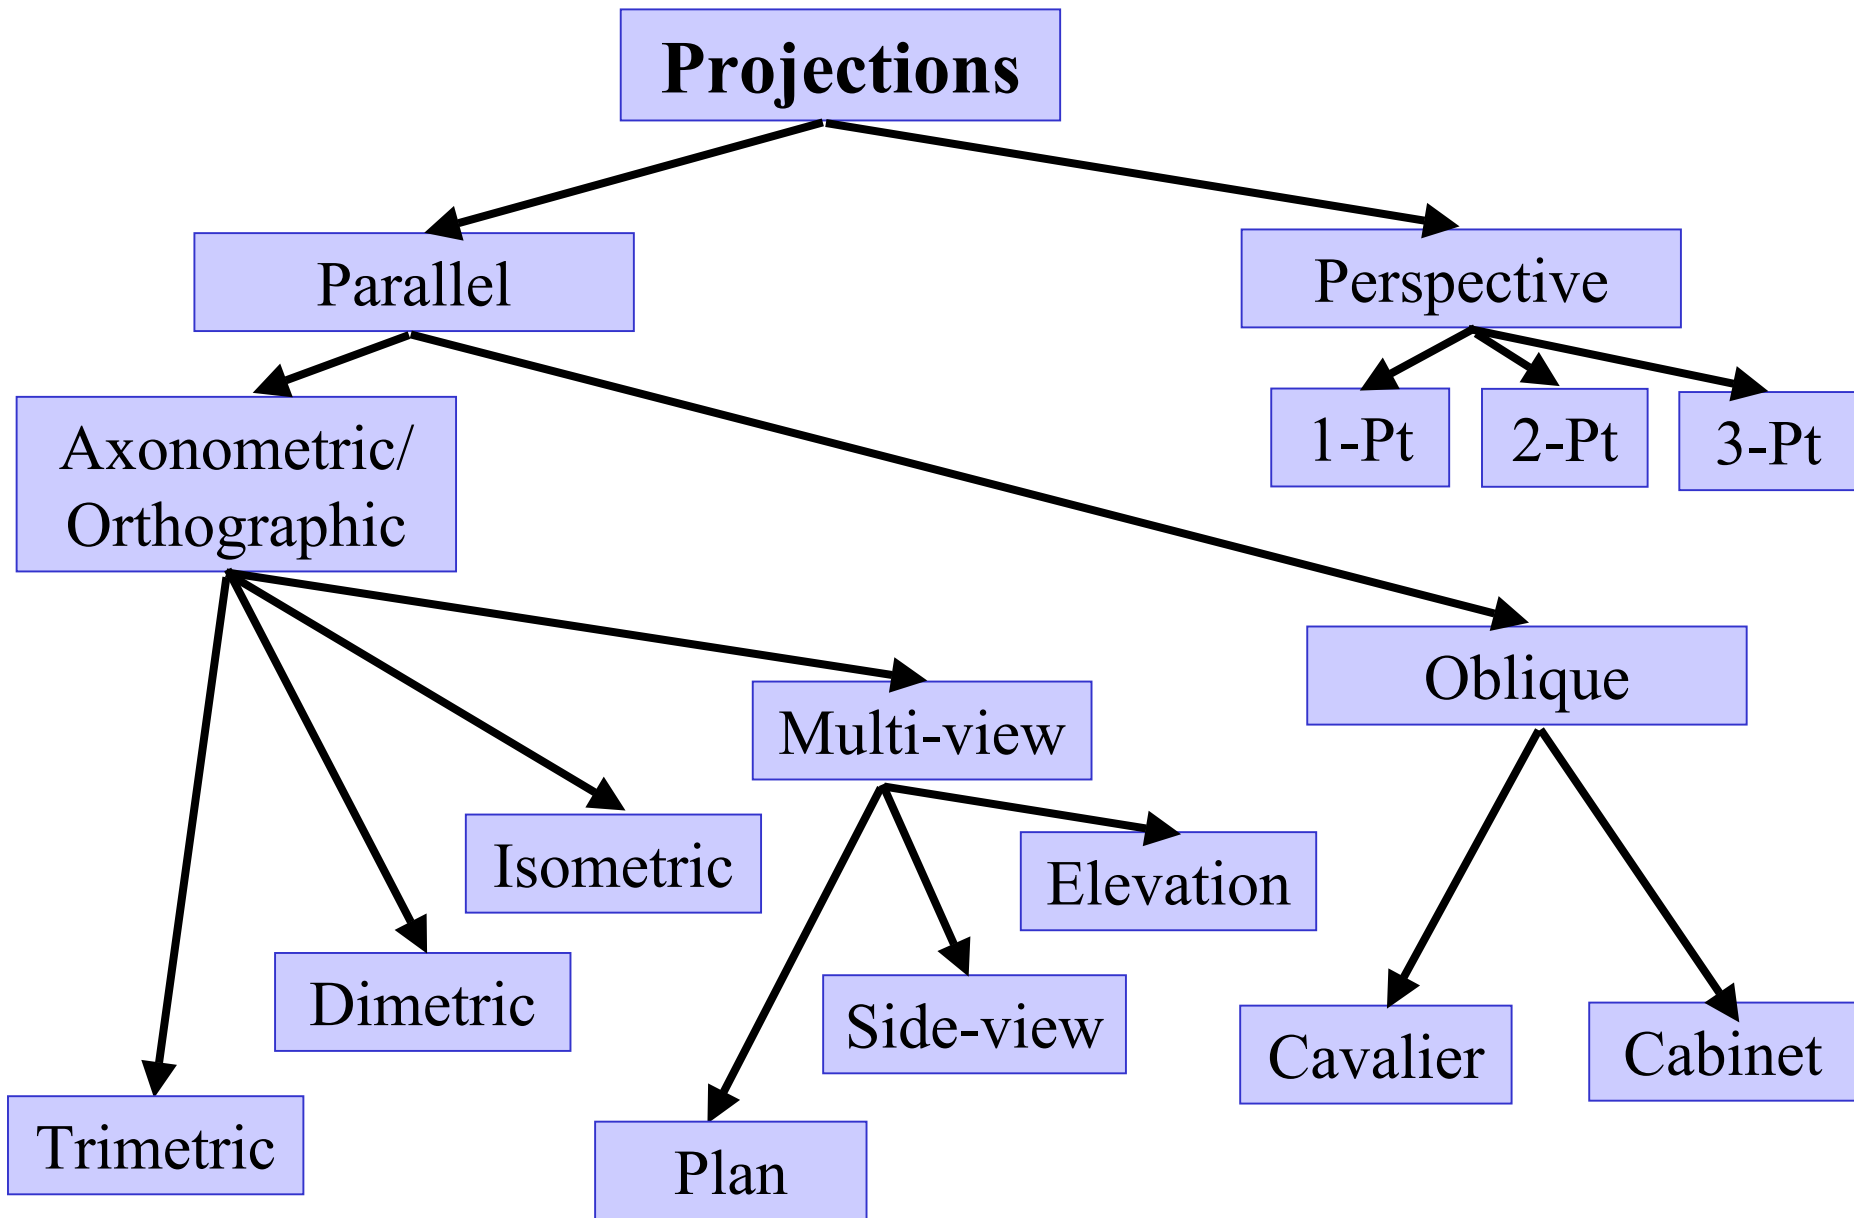 Projections
Parallel
Perspective
Axonometric/
Orthographic
1-Pt
2-Pt
3-Pt
Oblique
Multi-view
Isometric
Elevation
Dimetric
Side-view
Cavalier
Cabinet
Trimetric
Plan